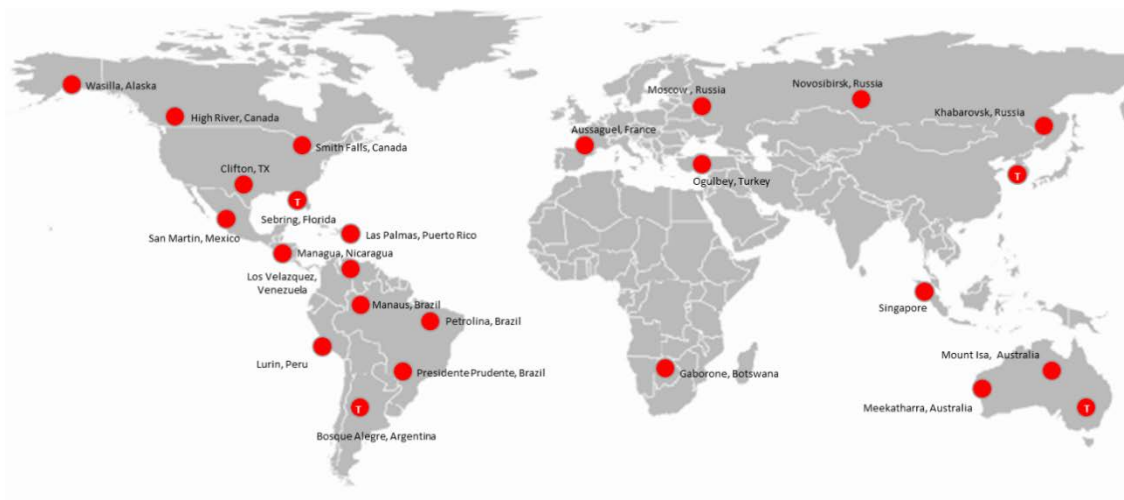 Wasilla, Alaska
Novosibirsk, Russia
Moscow , Russia
High River, Canada
Khabarovsk, Russia
Aussaguel, France
Smith Falls, Canada
Clifton, TX
T
Ogulbey, Turkey
T
Sebring, Florida
San Martin, Mexico
Las Palmas, Puerto Rico
Managua, Nicaragua
Los Velazquez,
Venezuela
Manaus, Brazil
Singapore
Petrolina, Brazil
Mount Isa, Australia
Lurin, Peru
Presidente Prudente, Brazil
Gaborone, Botswana
Meekatharra, Australia
T
T
Bosque Alegre, Argentina